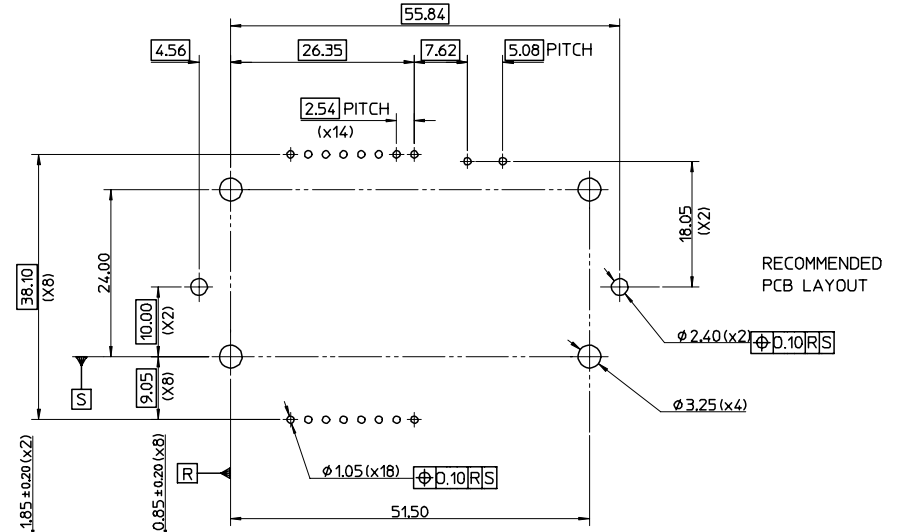 55.84
4.56
26.35
7.62
5.08 PITCH
2.54 PITCH
(x14)
38.10
(X8)
24.00
10.00
(X2)
9.05
(X8)
18.05
(X2)
RECOMMENDED
PCB LAYOUT
ϕ2.40(x2)
⌖ 0.10 R S
S
ϕ3.25(x4)
R
ϕ1.05(x18)
⌖ 0.10 R S
1.85 ±0.20 (x2)
0.85 ±0.20 (x8)
51.50